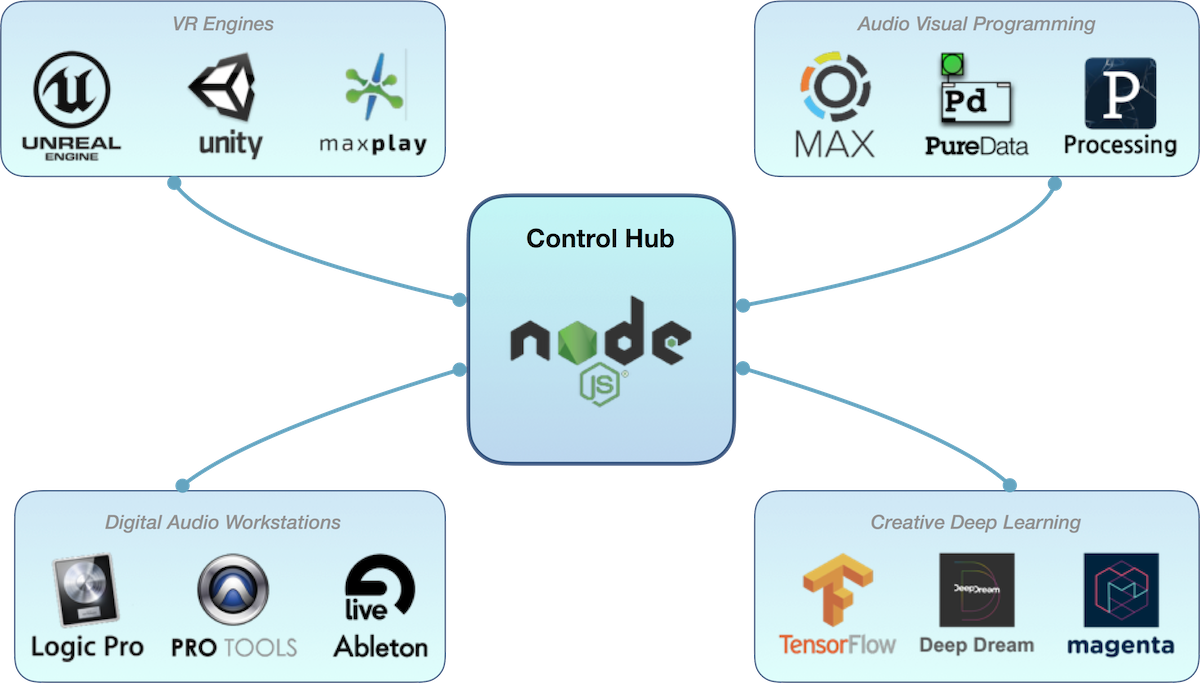 VR Engines
UNREAL
ENGINE
unity
maxplay
Audio Visual Programming
MAX
Pd
PureData
P
Processing
Control Hub
node
JS
®
Digital Audio Workstations
Logic Pro
PRO TOOLS
live
Ableton
Creative Deep Learning
TensorFlow
DeepDream
Deep Dream
magenta